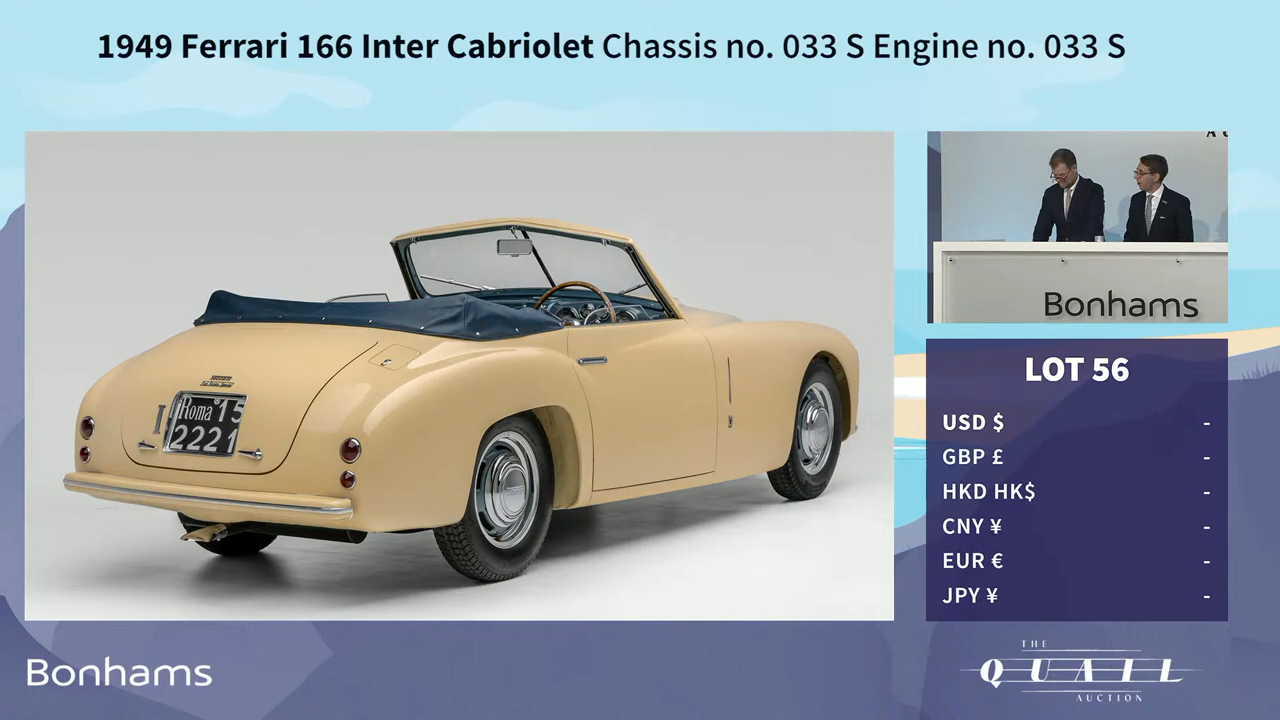 1949 Ferrari 166 Inter Cabriolet Chassis no. 033 S Engine no. 033 S
I
Roma 15
2221
Bonhams
LOT 56
USD $ -
GBP £ -
HKD HK$ -
CNY ¥ -
EUR € -
JPY ¥ -
Bonhams
THE
QUAIL
AUCTION